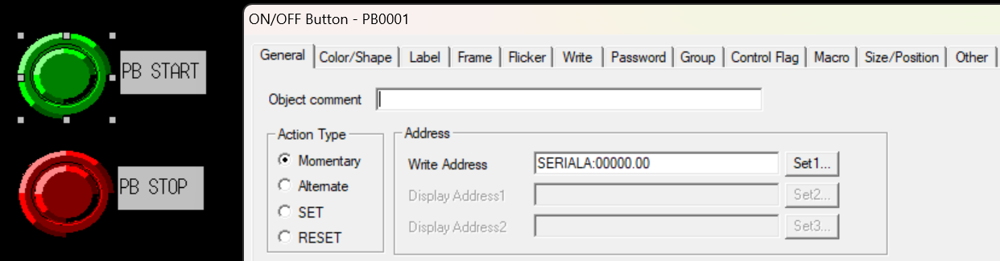 ON/OFF Button - PB0001
General Color/Shape Label Frame Flicker Write Password Group Control Flag Macro Size/Position Other
PB START
Object comment
Action Type
Momentary
Alternate
SET
RESET
Address
Write Address SERIALA:00000.00 Set1...
Display Address1 Set2...
Display Address2 Set3...
PB STOP